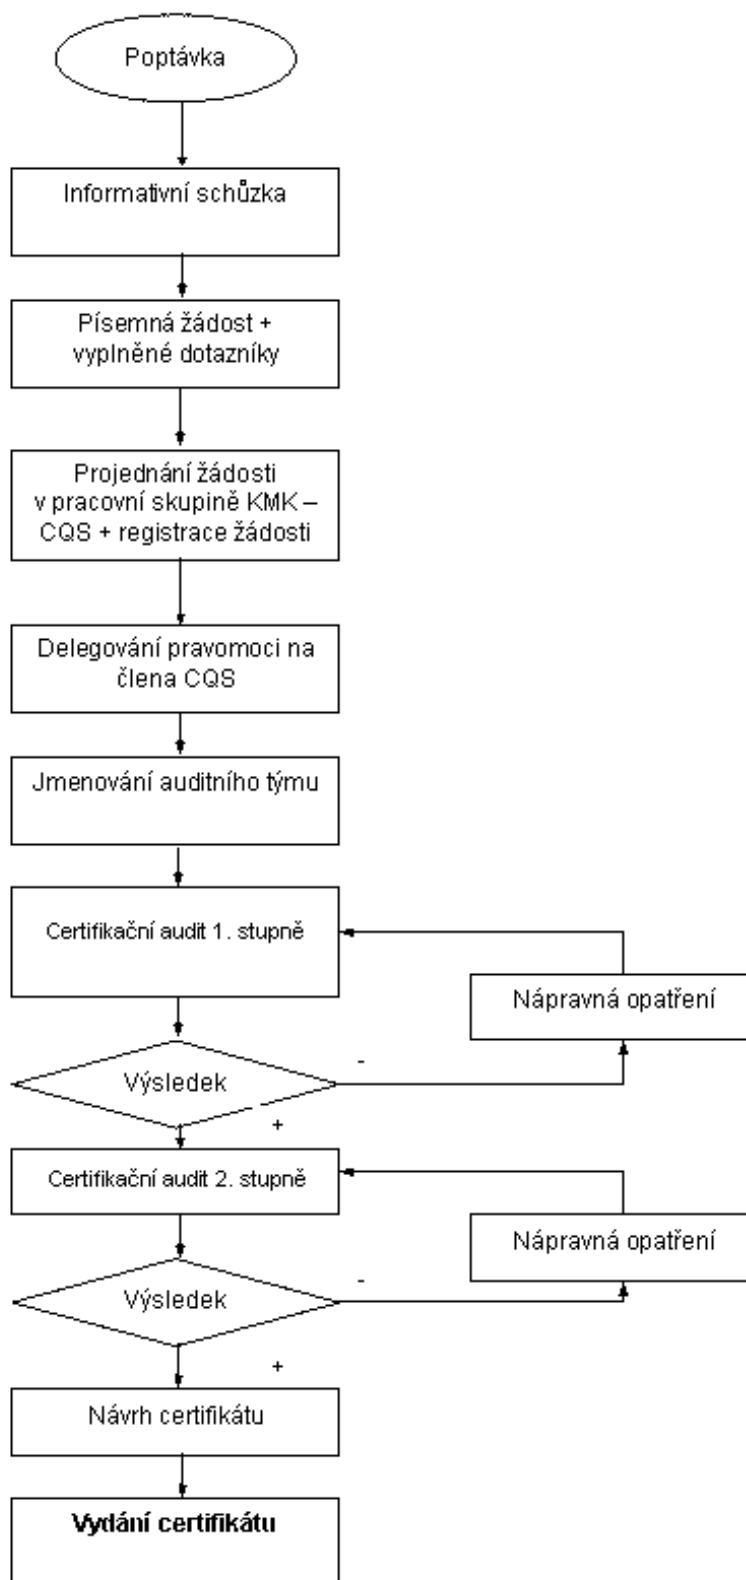 Poptávka
Informativní schůzka
Písemná žádost +
vyplněné dotazníky
Projednání žádosti
v pracovní skupině KMK –
CQS + registrace žádosti
Delegování pravomoci na
člena CQS
Jmenování auditního týmu
Certifikační audit 1. stupně
Nápravná opatření
Výsledek
-
+
Certifikační audit 2. stupně
Nápravná opatření
Výsledek
-
+
Návrh certifikátu
Vydání certifikátu